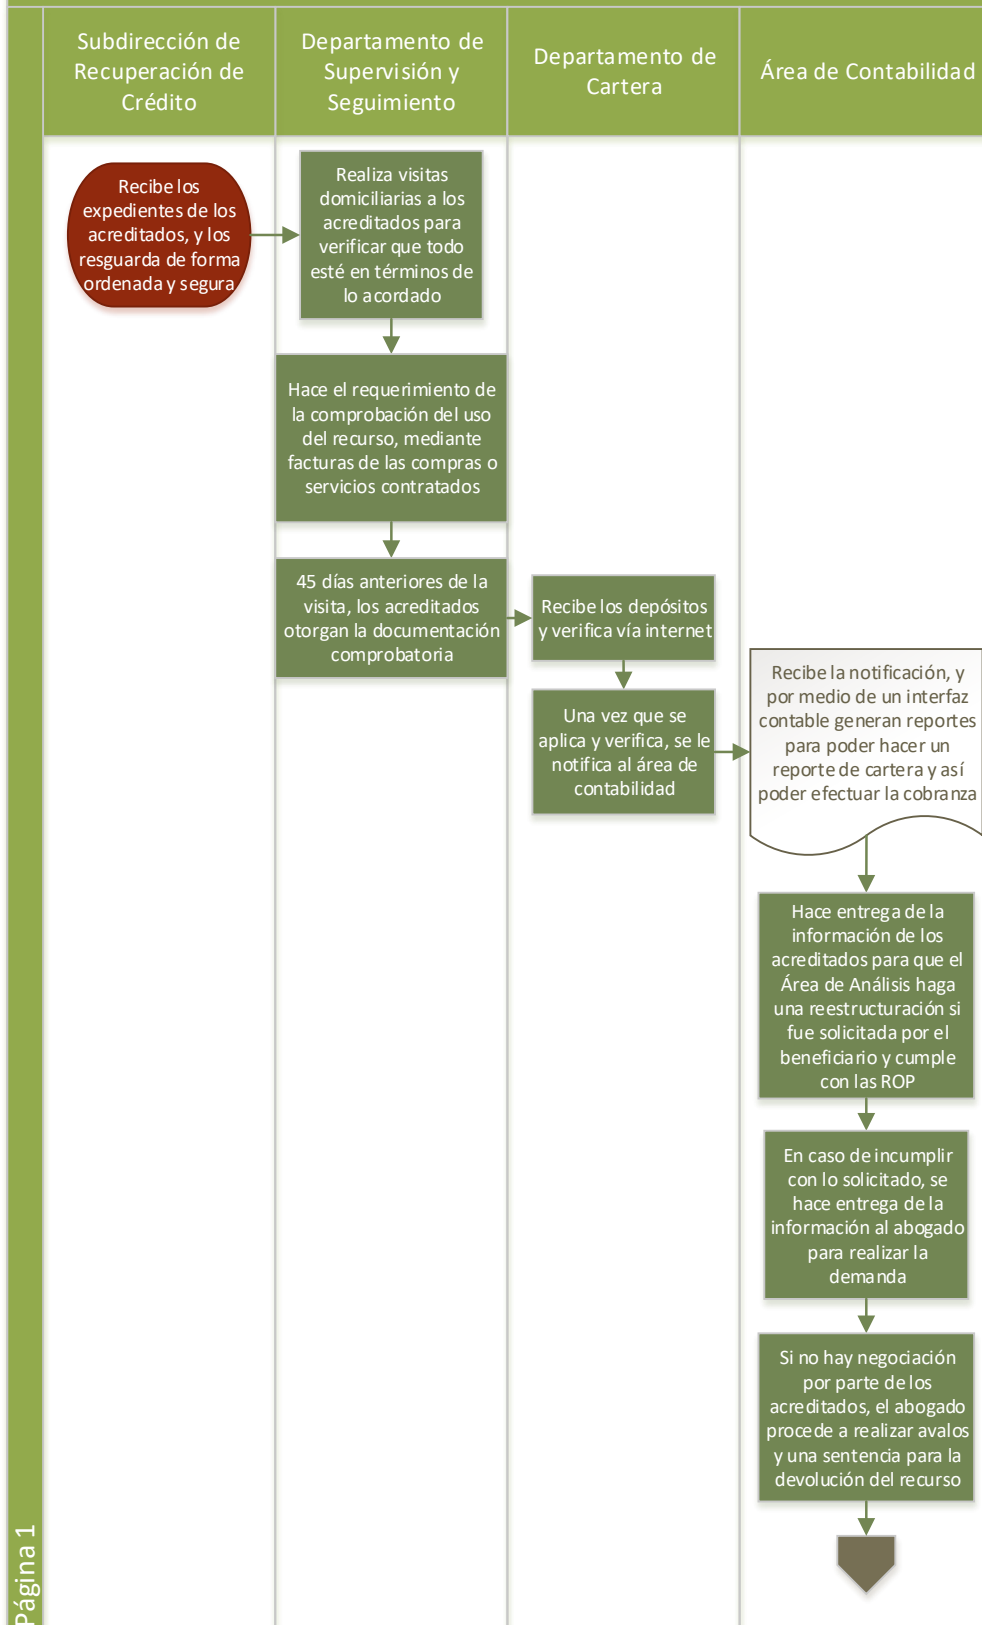 Subdirección de
Recuperación de
Crédito
Departamento de
Supervisión y
Seguimiento
Departamento de
Cartera
Área de Contabilidad
Recibe los
expedientes de los
acreditados, y los
resguarda de forma
ordenada y segura
Realiza visitas
domiciliarias a los
acreditados para
verificar que todo
esté en términos de
lo acordado
Hace el requerimiento de
la comprobación del uso
del recurso, mediante
facturas de las compras o
servicios contratados
45 días anteriores de la
visita, los acreditados
otorgan la documentación
comprobatoria
Recibe los depósitos
y verifica vía internet
Una vez que se
aplica y verifica, se le
notifica al área de
contabilidad
Recibe la notificación, y
por medio de un interfaz
contable generan reportes
para poder hacer un
reporte de cartera y así
poder efectuar la cobranza
Hace entrega de la
información de los
acreditados para que el
Área de Análisis haga
una reestructuración si
fue solicitada por el
beneficiario y cumple
con las ROP
En caso de incumplir
con lo solicitado, se
hace entrega de la
información al abogado
para realizar la
demanda
Si no hay negociación
por parte de los
acreditados, el abogado
procede a realizar avalos
y una sentencia para la
devolución del recurso
Página 1